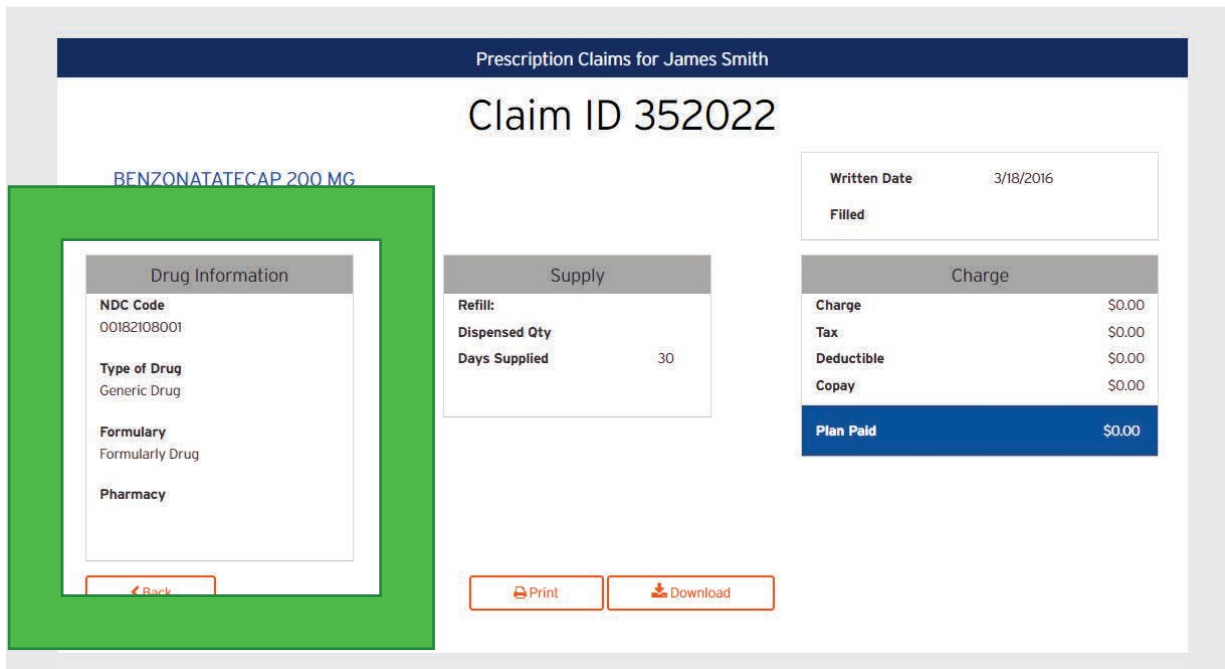 Prescription Claims for James Smith
Claim ID 352022
BENZONATATECAP 200 MG
Written Date 3/18/2016
Filled
Drug Information
NDC Code
00182108001
Type of Drug
Generic Drug
Formulary
Formularly Drug
Pharmacy
Supply
Refill:
Dispensed Qty
Days Supplied 30
Charge
Charge $0.00
Tax $0.00
Deductible $0.00
Copay $0.00
Plan Paid $0.00
Back
Print
Download